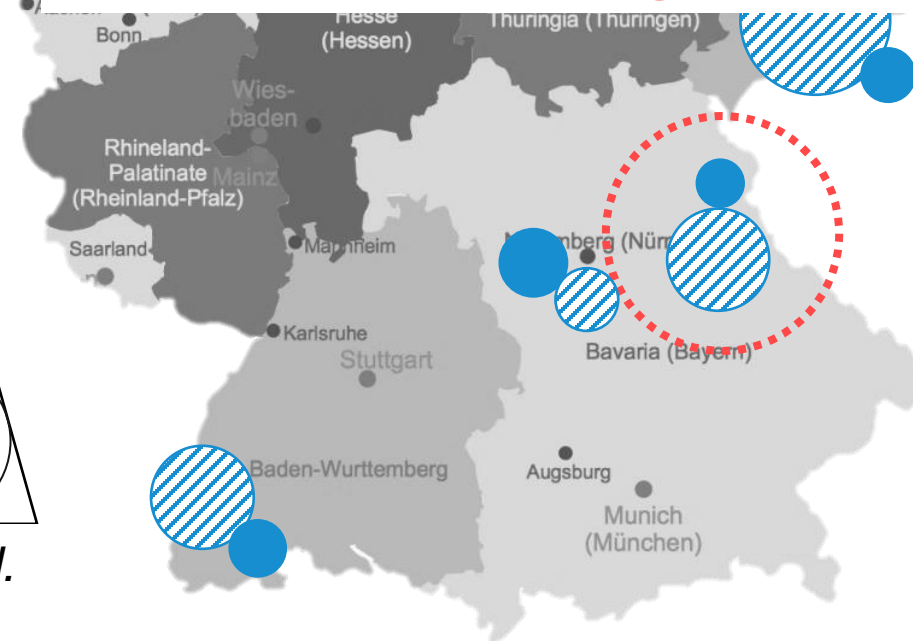 Bonn
Hesse
(Hessen)
Thuringia (Thüringen)
Wies-
baden
Rhineland-
Palatinate
(Rheinland-Pfalz)
Mainz
Saarland
Mannheim
Karlsruhe
Stuttgart
Bavaria (Bayern)
Baden-Wurttemberg
Augsburg
Munich
(München)